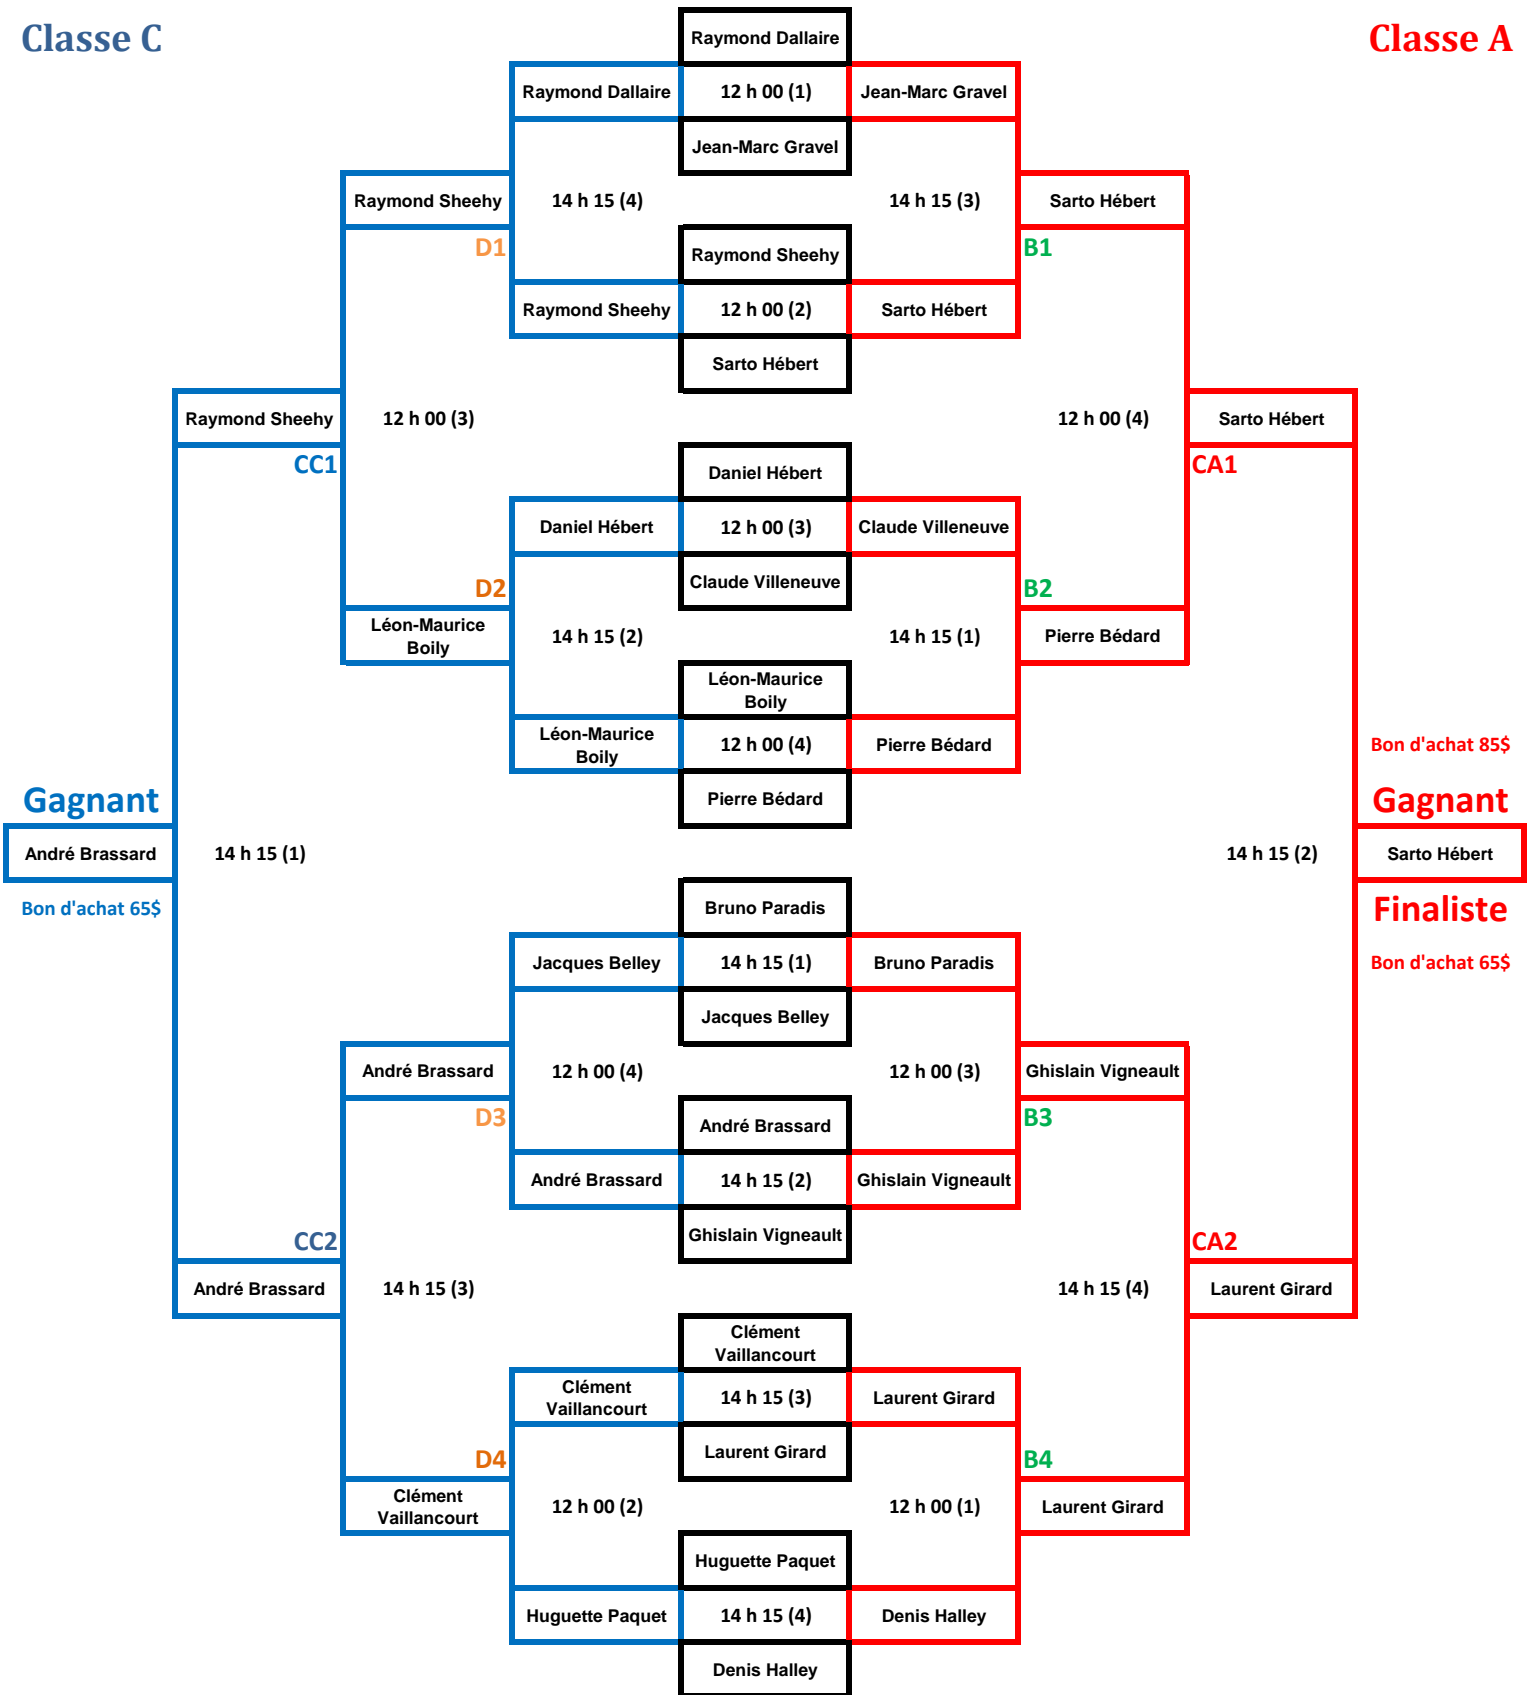 Classe C
Raymond Dallaire
Classe A
Raymond Dallaire
12 h 00 (1)
Jean-Marc Gravel
Jean-Marc Gravel
Raymond Sheehy
14 h 15 (4)
14 h 15 (3)
Sarto Hébert
D1
Raymond Sheehy
B1
Raymond Sheehy
12 h 00 (2)
Sarto Hébert
Sarto Hébert
Raymond Sheehy
12 h 00 (3)
12 h 00 (4)
Sarto Hébert
CC1
Daniel Hébert
CA1
Daniel Hébert
12 h 00 (3)
Claude Villeneuve
D2
Claude Villeneuve
B2
Léon-Maurice
Boily
14 h 15 (2)
14 h 15 (1)
Pierre Bédard
Léon-Maurice
Boily
Léon-Maurice
Boily
12 h 00 (4)
Pierre Bédard
Bon d'achat 85$
Gagnant
Pierre Bédard
Gagnant
André Brassard
14 h 15 (1)
14 h 15 (2)
Sarto Hébert
Bon d'achat 65$
Bruno Paradis
Finaliste
Jacques Belley
14 h 15 (1)
Bruno Paradis
Bon d'achat 65$
Jacques Belley
André Brassard
12 h 00 (4)
12 h 00 (3)
Ghislain Vigneault
D3
André Brassard
B3
André Brassard
14 h 15 (2)
Ghislain Vigneault
CC2
Ghislain Vigneault
CA2
André Brassard
14 h 15 (3)
14 h 15 (4)
Laurent Girard
Clément
Vaillancourt
Clément
Vaillancourt
14 h 15 (3)
Laurent Girard
D4
Laurent Girard
B4
Clément
Vaillancourt
12 h 00 (2)
12 h 00 (1)
Laurent Girard
Huguette Paquet
Huguette Paquet
14 h 15 (4)
Denis Halley
Denis Halley